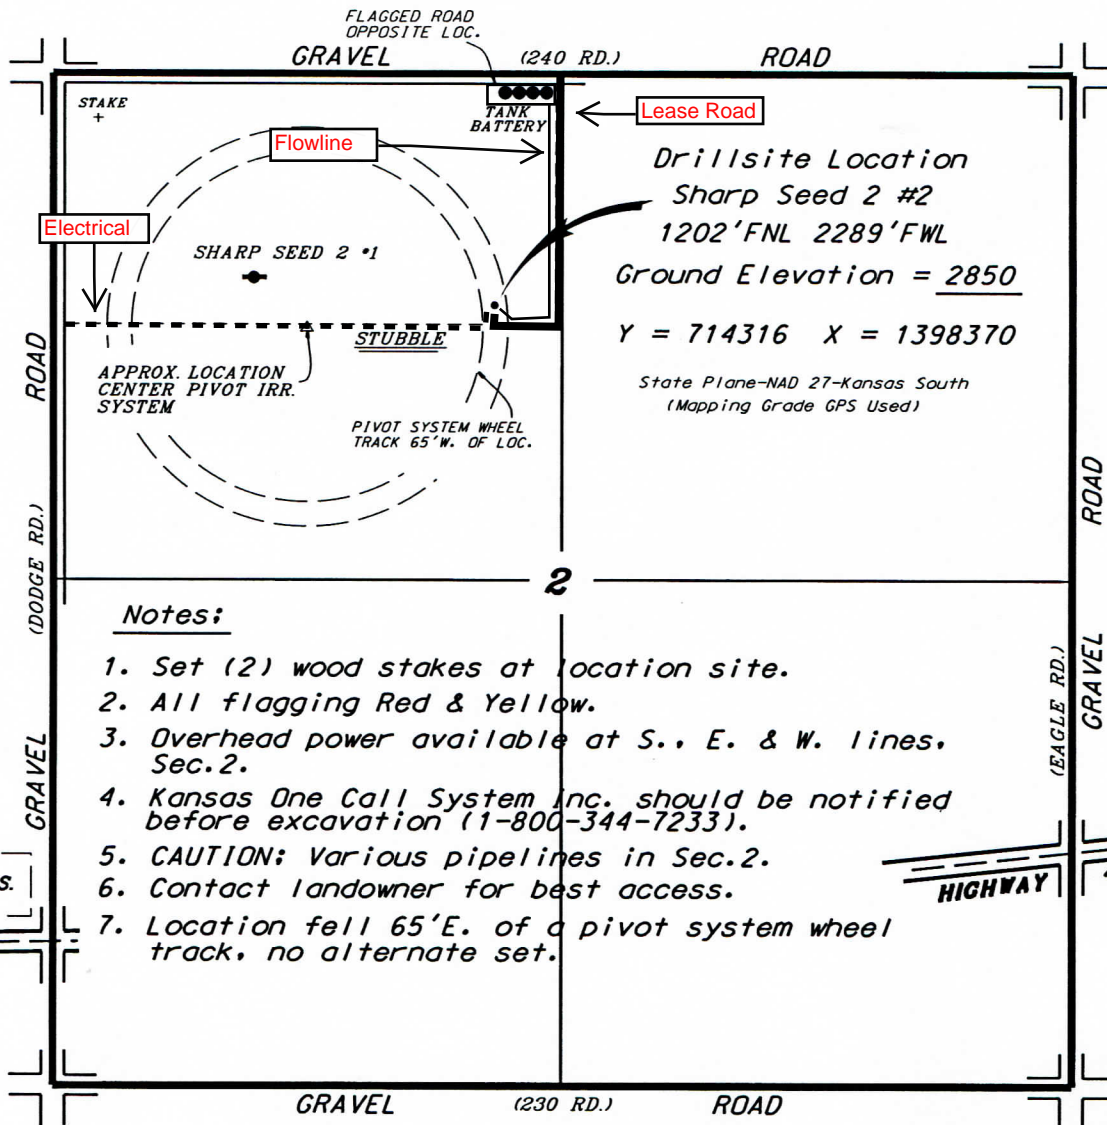 FLAGGED ROAD
OPPOSITE LOC.
GRAVEL (240 RD.) ROAD
STAKE
TANK
BATTERY
Lease Road
Flowline
Drillsite Location
Sharp Seed 2 #2
1202'FNL 2289'FWL
Ground Elevation = 2850
Y = 714316 X = 1398370
State Plane-NAD 27-Kansas South
(Mapping Grade GPS Used)
Electrical
SHARP SEED 2 •1
STUBBLE
APPROX. LOCATION
CENTER PIVOT IRR.
SYSTEM
PIVOT SYSTEM WHEEL
TRACK 65'W. OF LOC.
ROAD
(DODGE RD.)
GRAVEL
ROAD
GRAVEL
(EAGLE RD.)
2
Notes:
1. Set (2) wood stakes at location site.
2. All flagging Red & Yellow.
3. Overhead power available at S., E. & W. lines,
Sec.2.
4. Kansas One Call System Inc. should be notified
before excavation (1-800-344-7233).
5. CAUTION: Various pipelines in Sec.2.
6. Contact landowner for best access.
7. Location fell 65'E. of a pivot system wheel
track, no alternate set.
S.
HIGHWAY
GRAVEL (230 RD.) ROAD